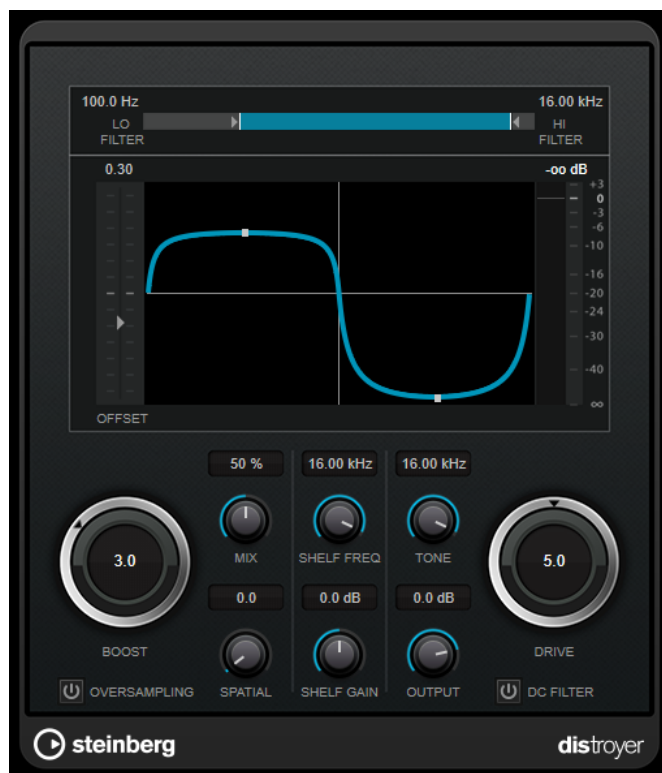 100.0 Hz 16.00 kHz
LO HI
FILTER FILTER
0.30 -oo dB
+3
0
-3
-6
-10
-16
-20
-24
-30
-40
∞
OFFSET
50 % 16.00 kHz 16.00 kHz
MIX SHELF FREQ TONE
3.0 5.0
0.0 0.0 dB 0.0 dB
BOOST DRIVE
OVERSAMPLING SPATIAL SHELF GAIN OUTPUT DC FILTER
steinberg distroyer